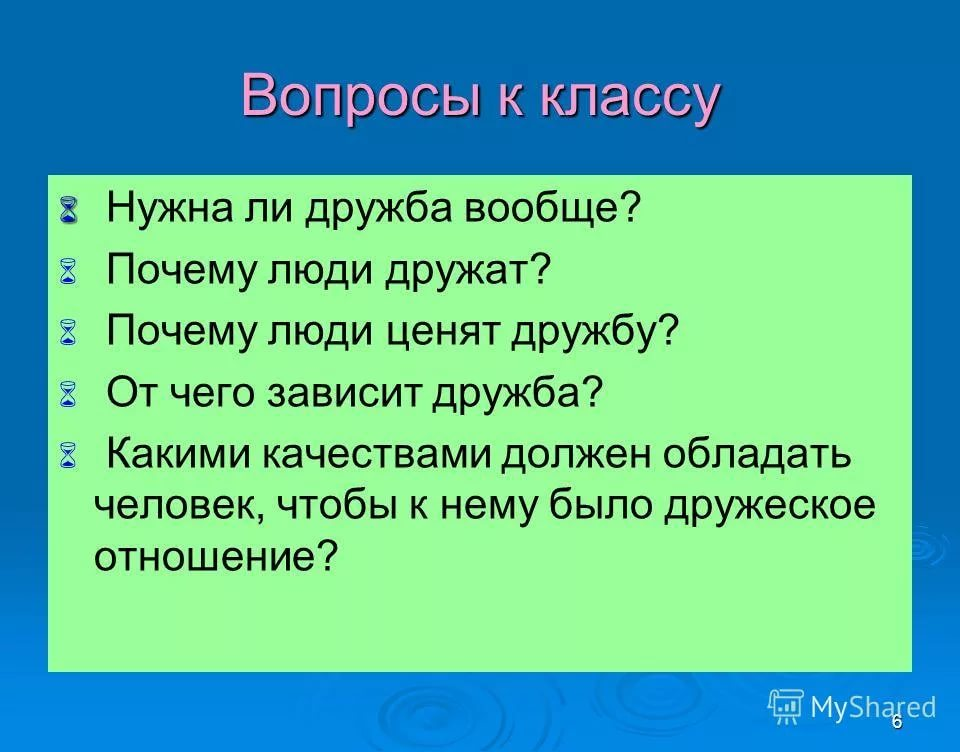 Вопросы к классу
Нужна ли дружба вообще?
Почему люди дружат?
Почему люди ценят дружбу?
От чего зависит дружба?
Какими качествами должен обладать
человек, чтобы к нему было дружеское
отношение?
MyShared
6